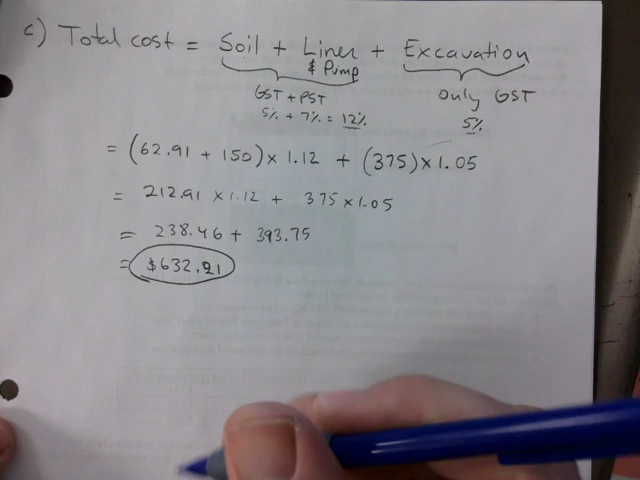 c) Total cost = Soil + Liner + Excavation
& Pump
GST + PST
Only GST
5% + 7% = 12%
5%
= (62.91 + 150) × 1.12 + (375) × 1.05
= 212.91 × 1.12 + 375 × 1.05
= 238.46 + 393.75
= $632.21